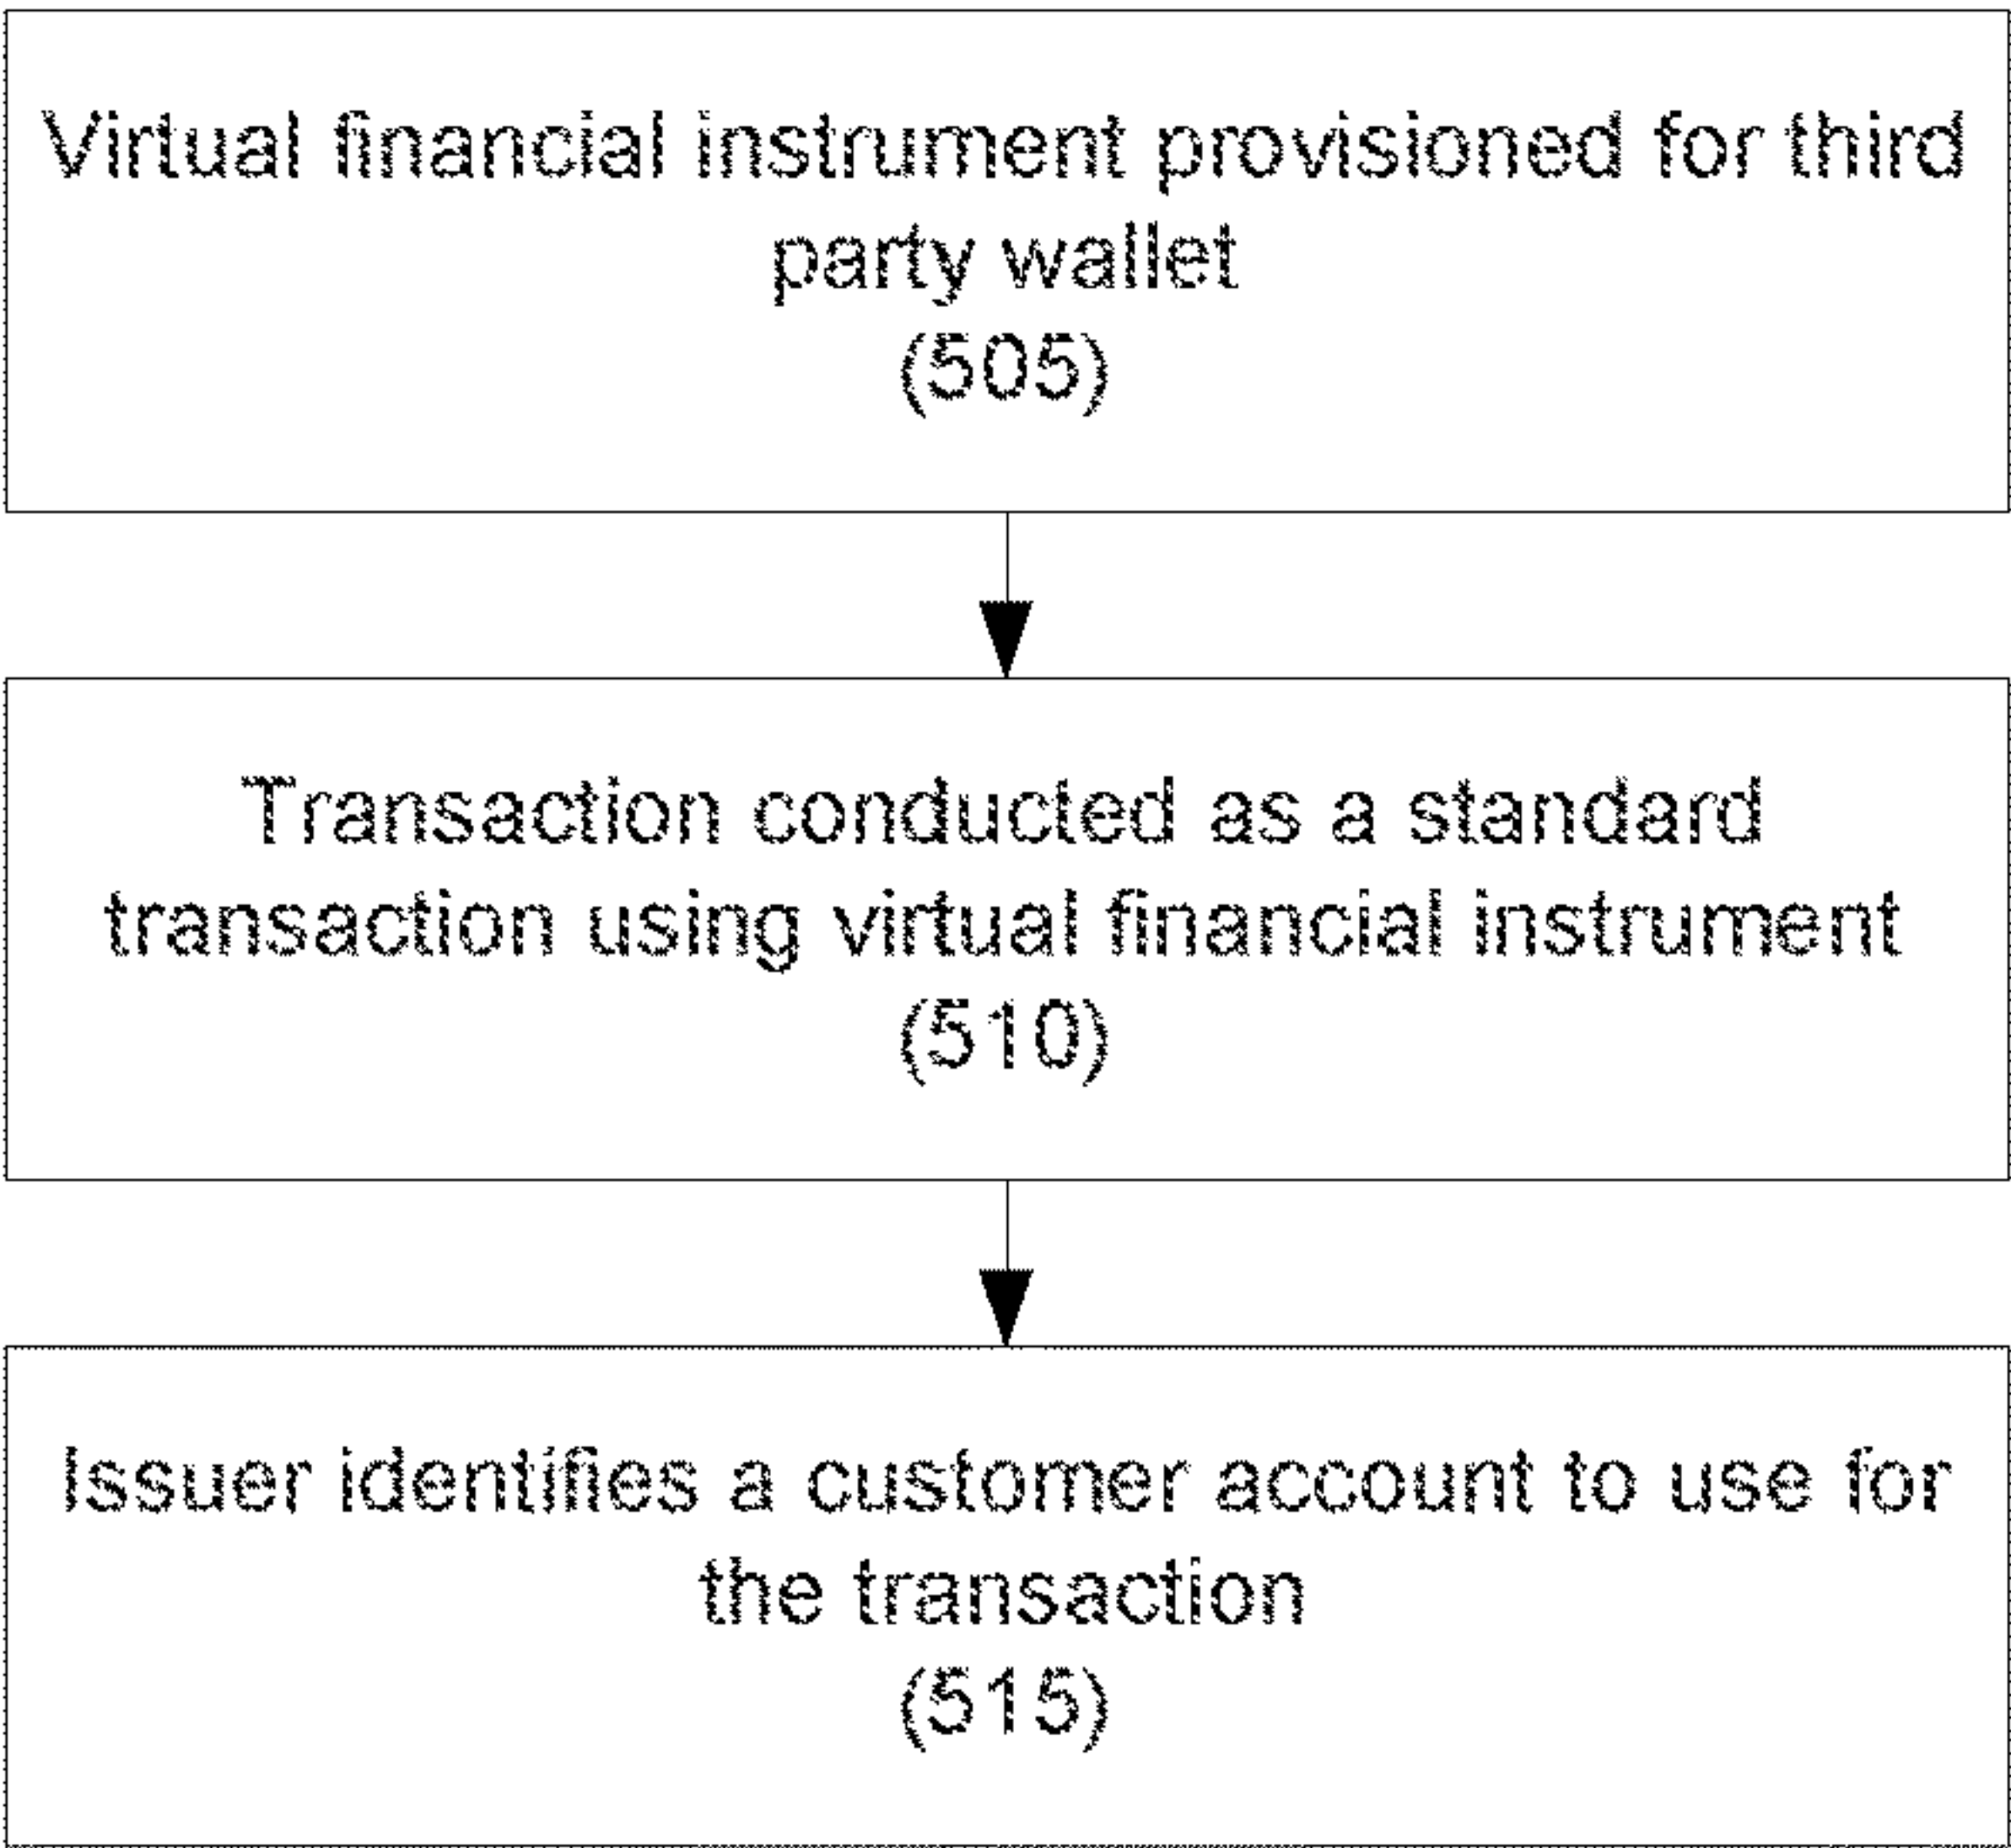 Virtual financial instrument provisioned for third
party wallet
(505)
Transaction conducted as a standard
transaction using virtual financial instrument
(510)
Issuer identifies a customer account to use for
the transaction
(515)